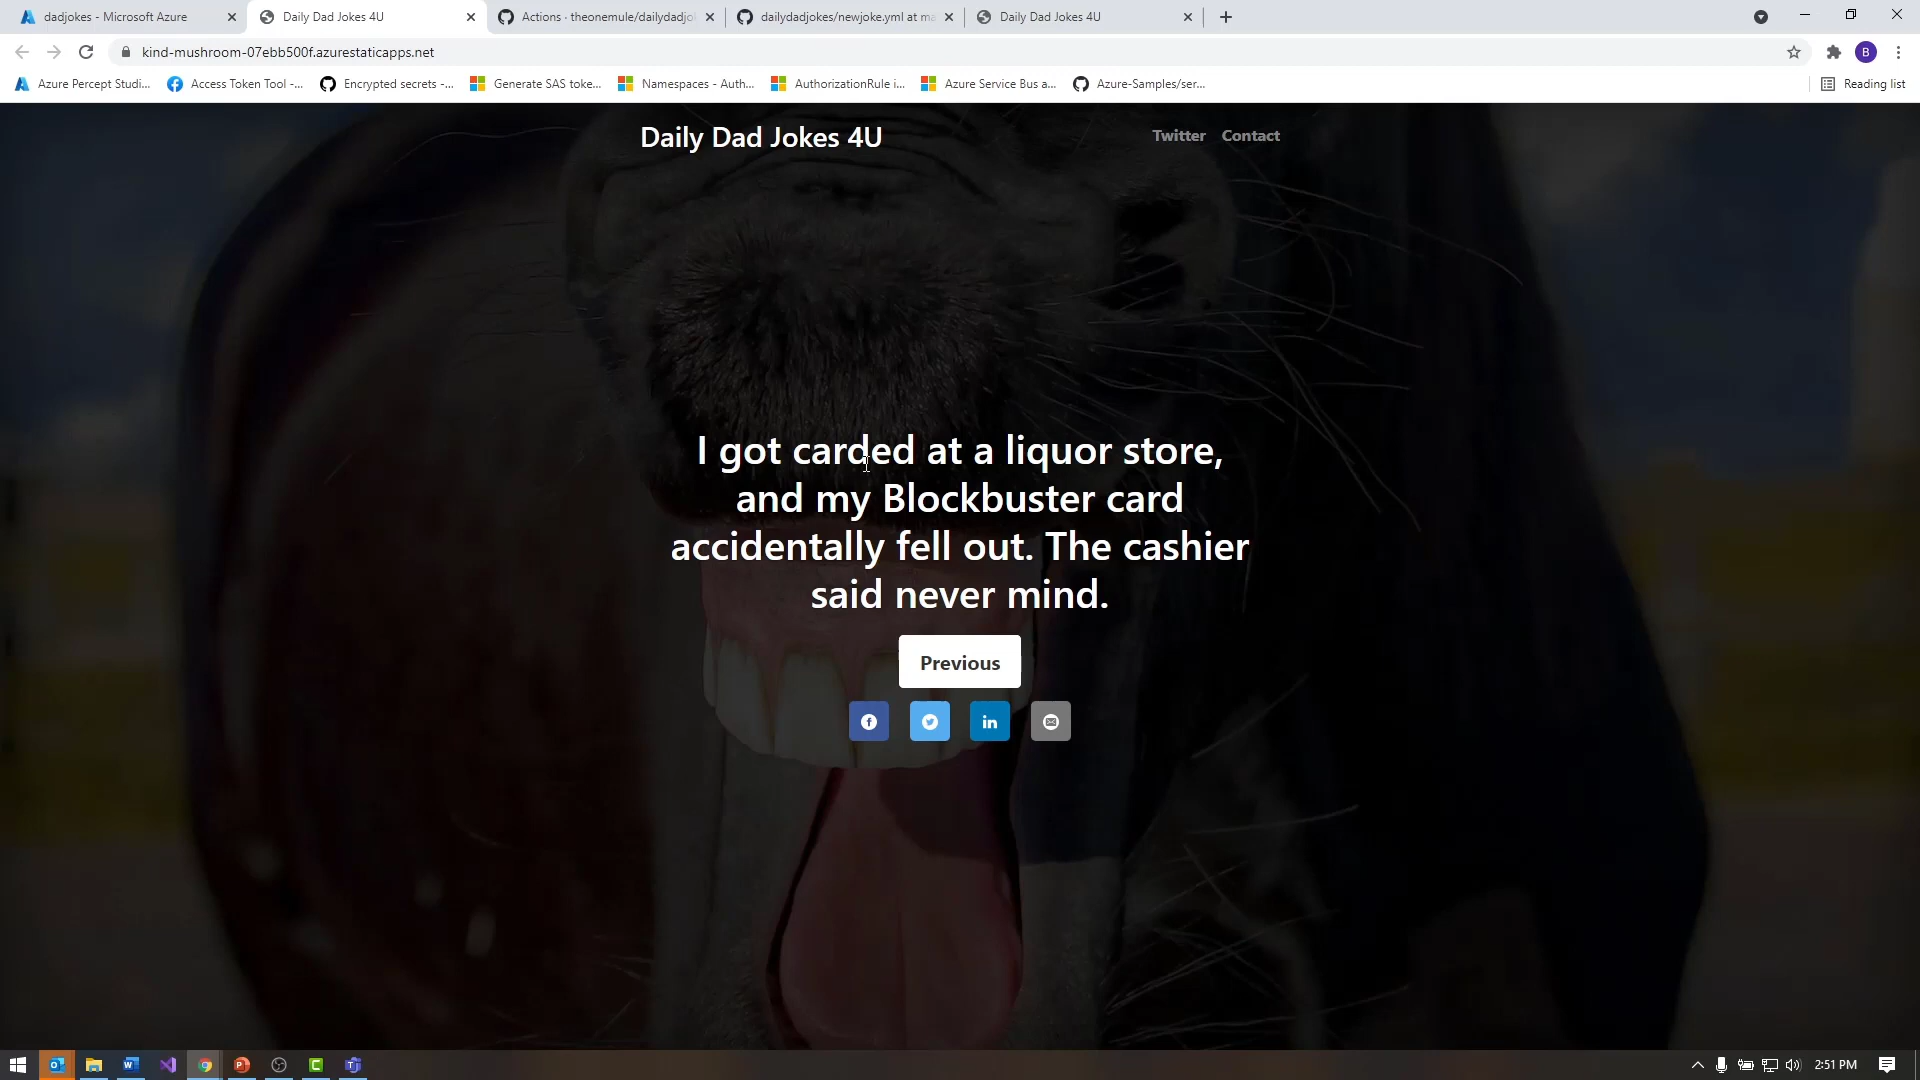 dadjokes - Microsoft Azure
Daily Dad Jokes 4U
Actions · theonemule/dailydadjo
dailydadjokes/newjoke.yml at ma
Daily Dad Jokes 4U
kind-mushroom-07ebb500f.azurestaticapps.net
B
Azure Percept Studi...
Access Token Tool -...
Encrypted secrets -...
Generate SAS toke...
Namespaces - Auth...
AuthorizationRule i...
Azure Service Bus a...
Azure-Samples/ser...
Reading list
Daily Dad Jokes 4U
Twitter
Contact
I got carded at a liquor store,
and my Blockbuster card
accidentally fell out. The cashier
said never mind.
Previous
2:51 PM